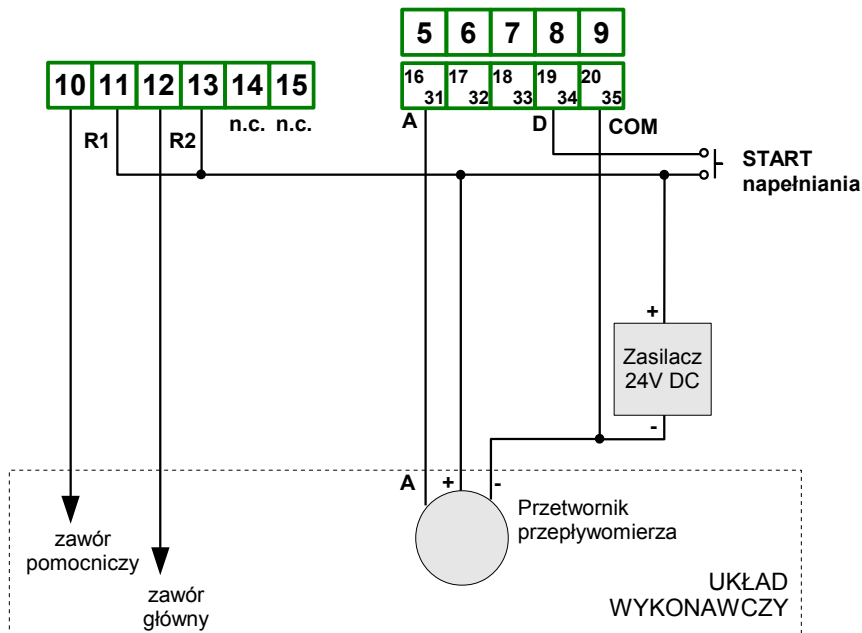 5 6 7 8 9
10 11 12 13 14 15
16 17 18 19 20
31 32 33 34 35
n.c. n.c.
R1 R2
A D COM
START
napełniania
+
Zasilacz
24V DC
-
A + -
Przetwornik
przepływomierza
zawór
pomocniczy
zawór
główny
UKŁAD
WYKONAWCZY